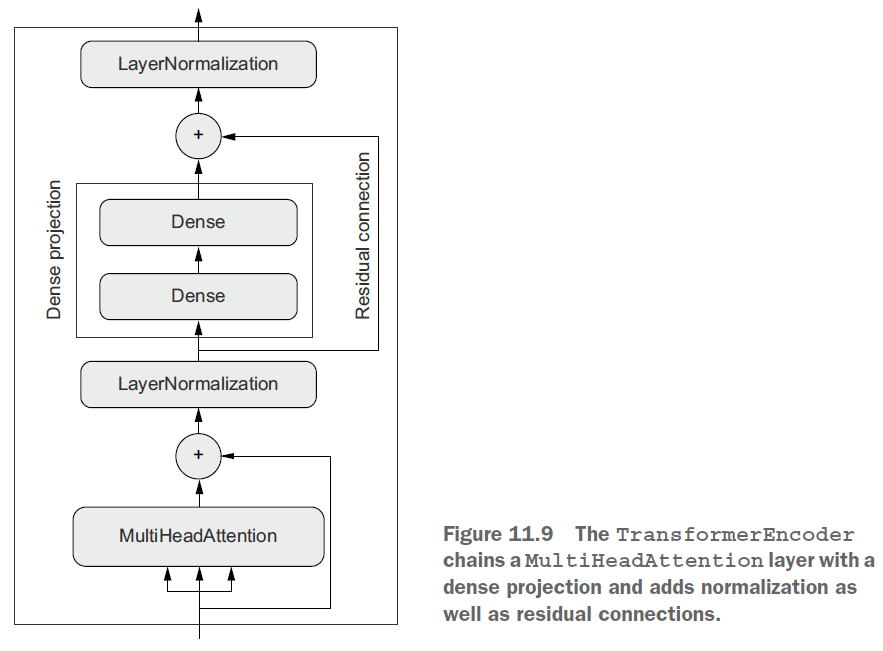 LayerNormalization
+
Dense projection
Dense
Dense
Residual connection
LayerNormalization
+
MultiHeadAttention
Figure 11.9 The TransformerEncoder
chains a MultiHeadAttention layer with a
dense projection and adds normalization as
well as residual connections.